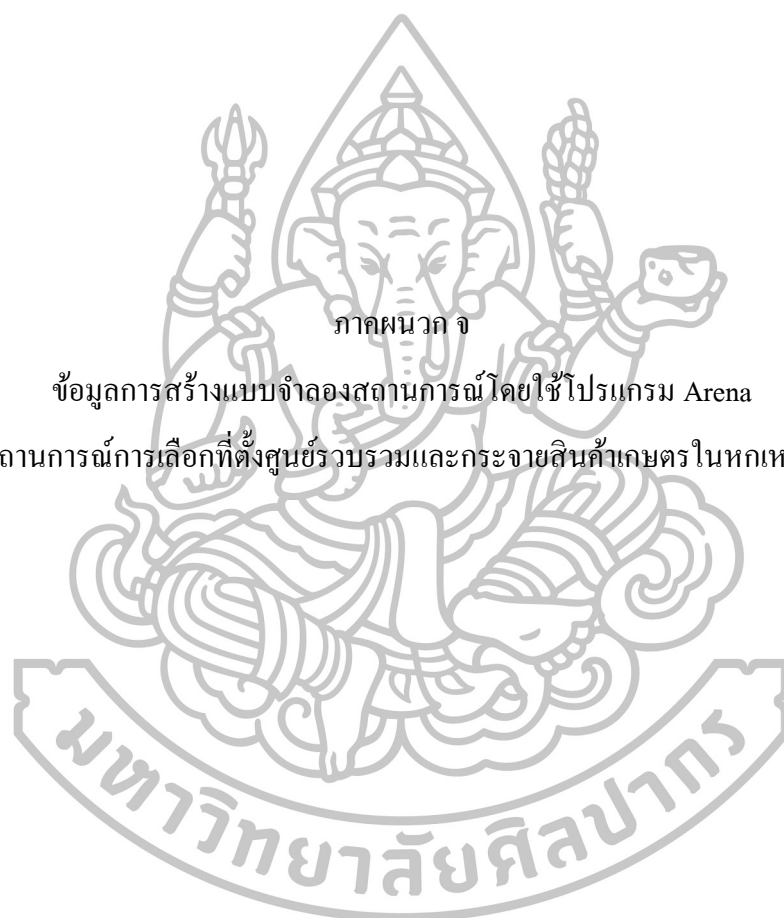 ภาคผนวก จ
ข้อมูลการสร้างแบบจำลองสถานการณ์โดยใช้โปรแกรม Arena
ถานการณ์การเลือกที่ตั้งศูนย์รวบรวมและกระจายสินค้าเกษตรในหกเห
มหาวิทยาลัยศิลปากร